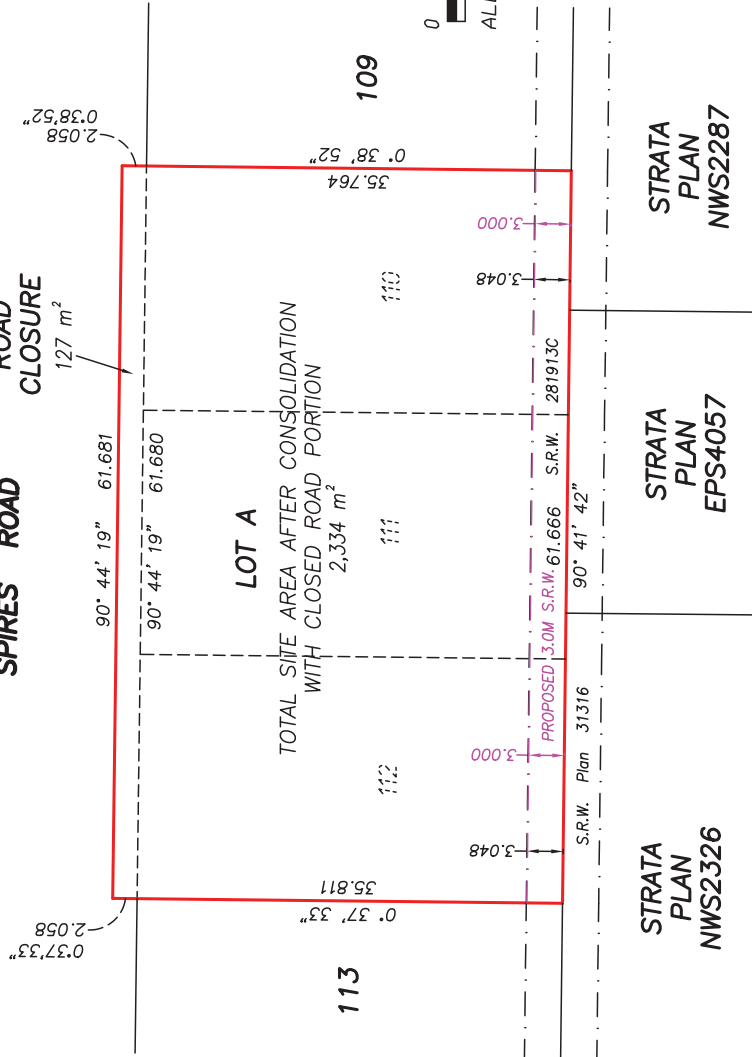 SPIRES ROAD
ROAD
CLOSURE
127 m²
90° 44' 19" 61.681
90° 44' 19" 61.680
2.058
0°37'33"
2.058
0°38'52"
109
0
113
LOT A
TOTAL SITE AREA AFTER CONSOLIDATION
WITH CLOSED ROAD PORTION
2,334 m²
112
111
110
35.811
0° 37' 33"
35.764
0° 38' 52"
3.048
3.000
3.048
3.000
PROPOSED 3.0M S.R.W.
S.R.W. 281913C
61.666
90° 41' 42"
S.R.W. Plan 31316
STRATA
PLAN
NWS2326
STRATA
PLAN
EPS4057
STRATA
PLAN
NWS2287